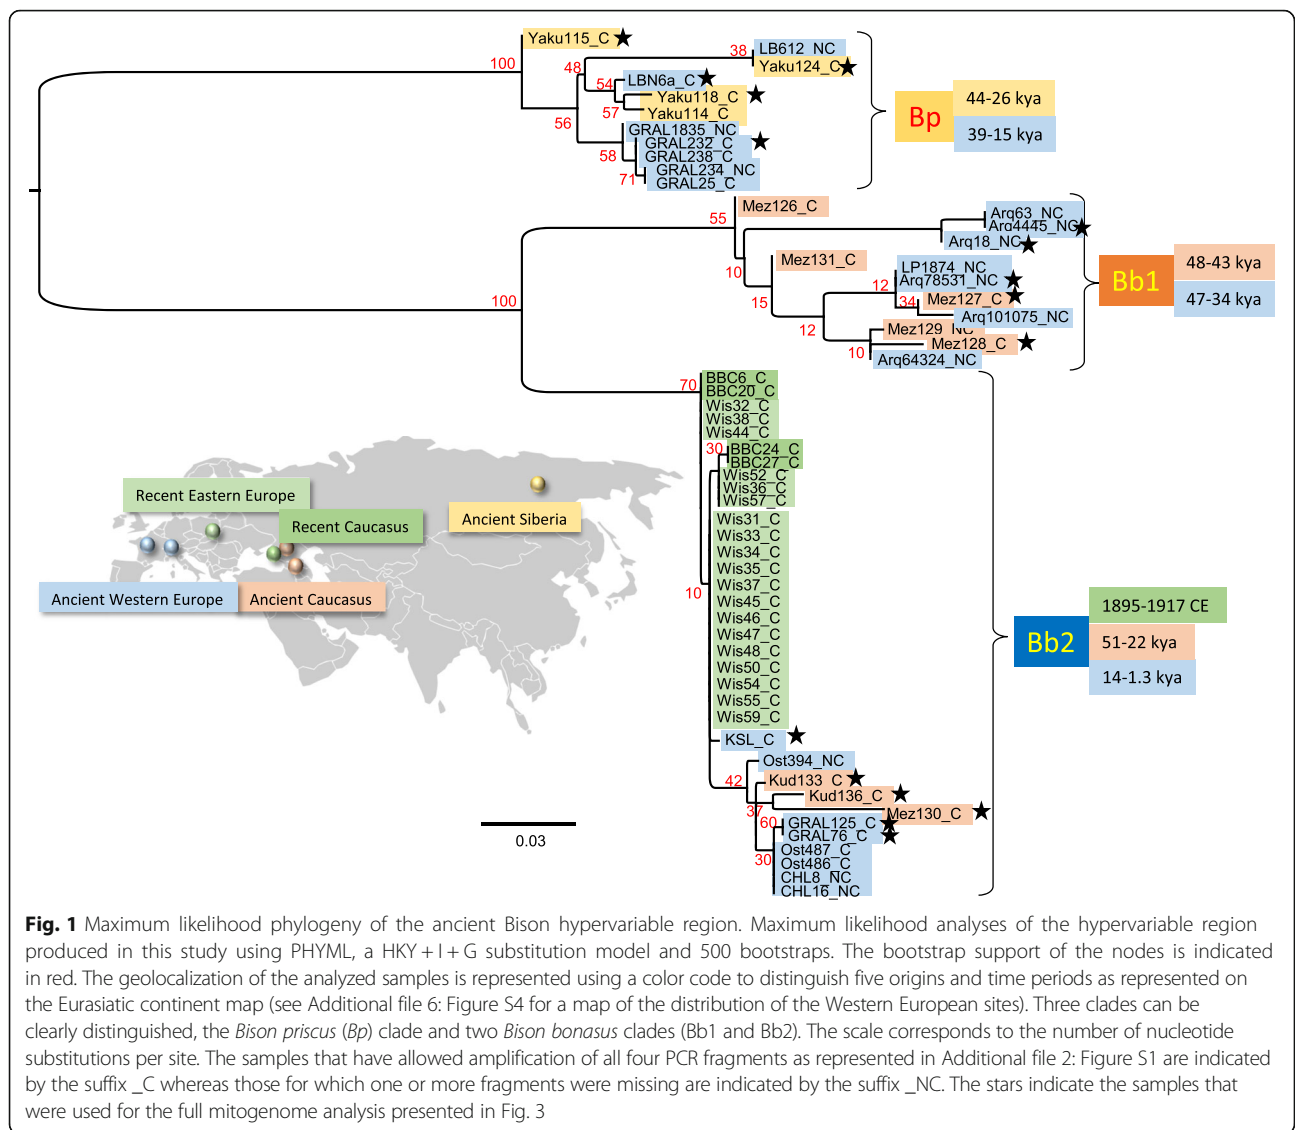 Yaku115_C
100
38
LB612_NC
Yaku124_C
48
54
LBN6a_C
Yaku118_C
57
Yaku114_C
56
GRAL1835_NC
GRAL232_C
58
GRAL238_C
GRAL234_NC
71
GRAL25_C
Bp
44-26 kya
39-15 kya
55
Mez126_C
Arq63_NC
Arq4445_NC
Arq18_NC
10
Mez131_C
LP1874_NC
Arq78531_NC
12
15
34
Mez127_C
Arq101075_NC
12
Mez129_NC
Mez128_C
10
Arq64324_NC
100
Bb1
48-43 kya
47-34 kya
70
BBC6_C
BBC20_C
Wis32_C
Wis38_C
Wis44_C
30
BBC24_C
BBC27_C
Wis52_C
Wis36_C
Wis57_C
Wis31_C
Wis33_C
Wis34_C
Wis35_C
Wis37_C
10
Wis45_C
Wis46_C
Wis47_C
Wis48_C
Wis50_C
Wis54_C
Wis55_C
Wis59_C
KSL_C
Ost394_NC
42
Kud133_C
Kud136_C
37
Mez130_C
60
GRAL125_C
GRAL76_C
Ost487_C
30
Ost486_C
CHL8_NC
CHL16_NC
Bb2
1895-1917 CE
51-22 kya
14-1.3 kya
Recent Eastern Europe
Recent Caucasus
Ancient Siberia
Ancient Western Europe
Ancient Caucasus
0.03
Fig. 1 Maximum likelihood phylogeny of the ancient Bison hypervariable region. Maximum likelihood analyses of the hypervariable region
produced in this study using PHYML, a HKY + I + G substitution model and 500 bootstraps. The bootstrap support of the nodes is indicated
in red. The geolocalization of the analyzed samples is represented using a color code to distinguish five origins and time periods as represented on
the Eurasiatic continent map (see Additional file 6: Figure S4 for a map of the distribution of the Western European sites). Three clades can be
clearly distinguished, the Bison priscus (Bp) clade and two Bison bonasus clades (Bb1 and Bb2). The scale corresponds to the number of nucleotide
substitutions per site. The samples that have allowed amplification of all four PCR fragments as represented in Additional file 2: Figure S1 are indicated
by the suffix _C whereas those for which one or more fragments were missing are indicated by the suffix _NC. The stars indicate the samples that
were used for the full mitogenome analysis presented in Fig. 3